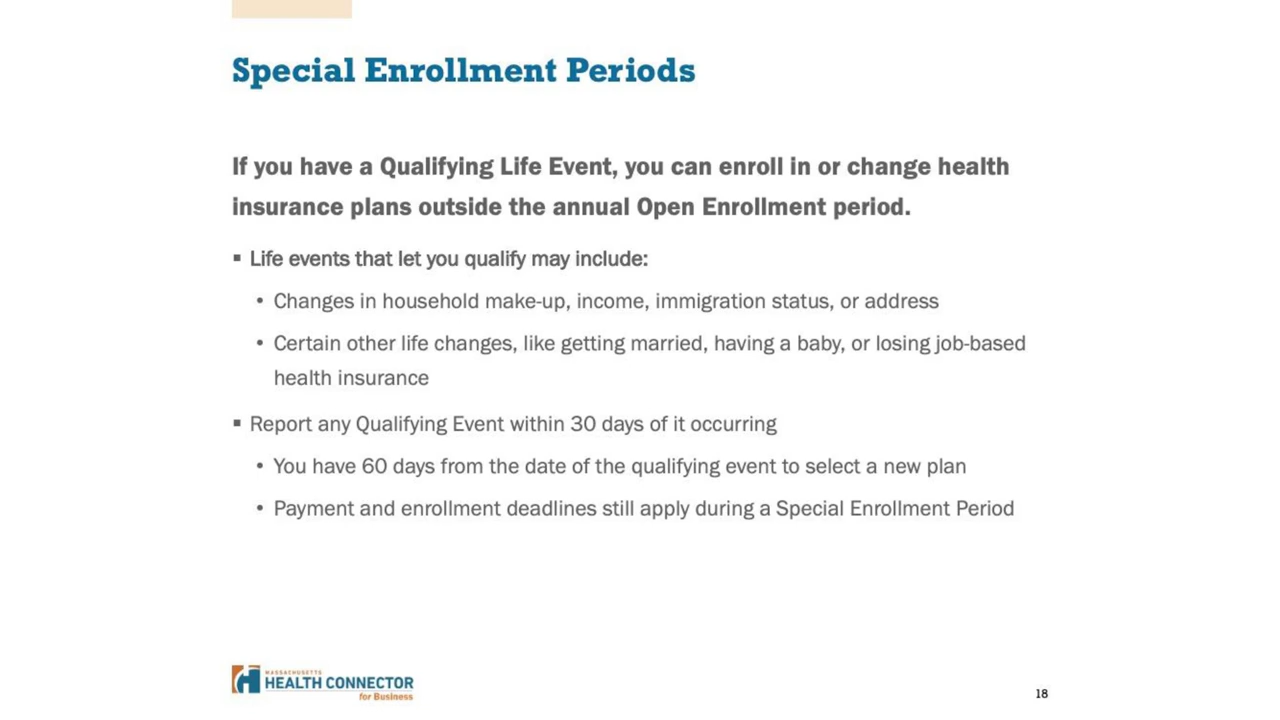 Special Enrollment Periods
If you have a Qualifying Life Event, you can enroll in or change health
insurance plans outside the annual Open Enrollment period.
▪ Life events that let you qualify may include:
• Changes in household make-up, income, immigration status, or address
• Certain other life changes, like getting married, having a baby, or losing job-based
health insurance
▪ Report any Qualifying Event within 30 days of it occurring
• You have 60 days from the date of the qualifying event to select a new plan
• Payment and enrollment deadlines still apply during a Special Enrollment Period
MASSACHUSETTS
HEALTH CONNECTOR
for Business
18